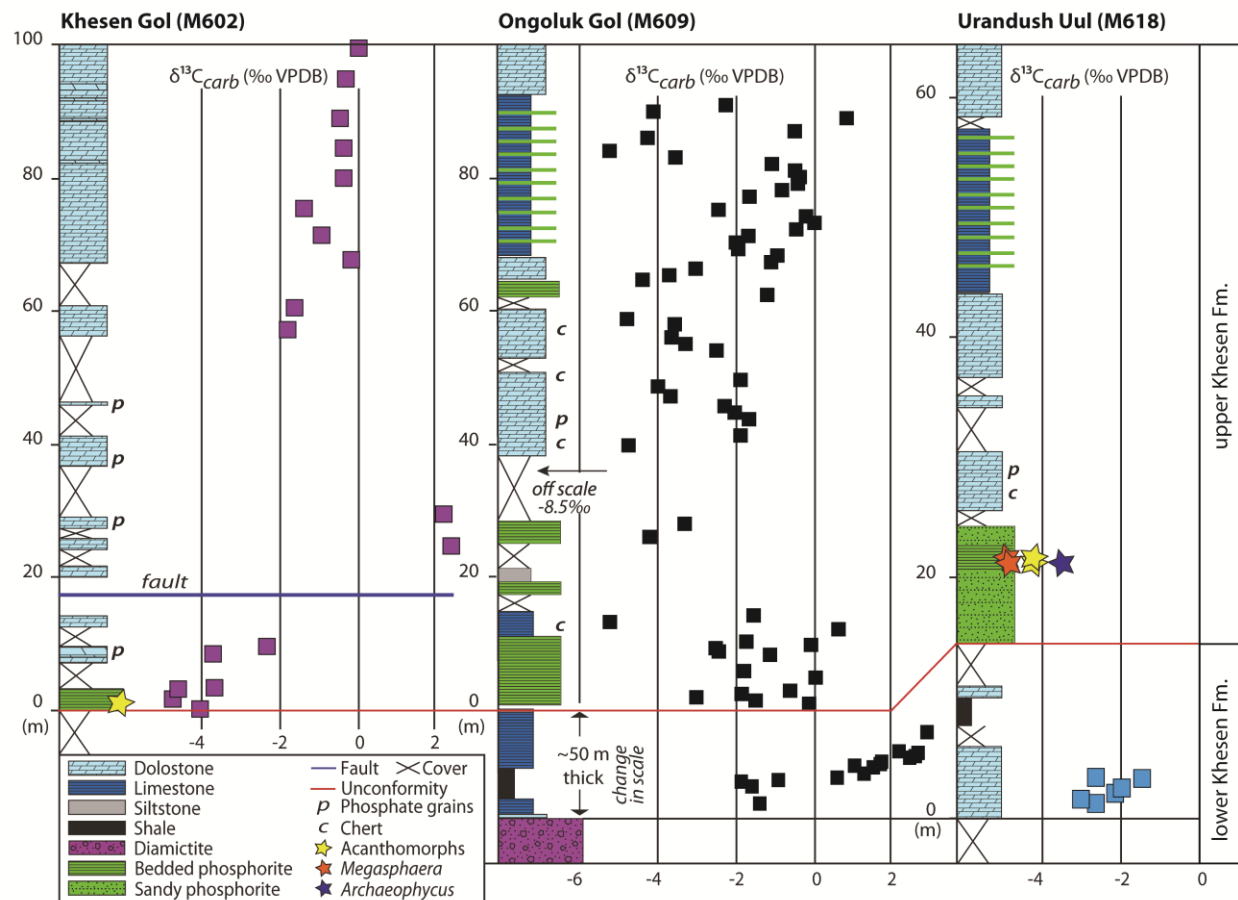 Khesen Gol (M602)
Ongoluk Gol (M609)
Urandush Uul (M618)
100
80
60
40
20
0
(m)
δ¹³Ccarb (‰ VPDB)
p
p
p
fault
p
-4
-2
0
2
80
60
40
20
0
(m)
δ¹³Ccarb (‰ VPDB)
c
c
p
c
off scale
-8.5‰
c
~50 m
thick
change
in scale
-6
-4
-2
0
2
δ¹³Ccarb (‰ VPDB)
60
40
20
0
(m)
p
c
-4
-2
0
upper Khesen Fm.
lower Khesen Fm.
Dolostone
Limestone
Siltstone
Shale
Diamictite
Bedded phosphorite
Sandy phosphorite
Fault
Cover
Unconformity
p Phosphate grains
c Chert
Acanthomorphs
Megasphaera
Archaeophycus